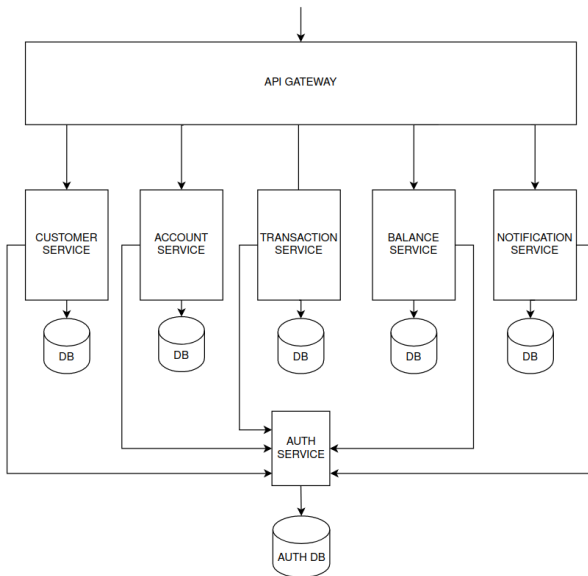 API GATEWAY
CUSTOMER
SERVICE
ACCOUNT
SERVICE
TRANSACTION
SERVICE
BALANCE
SERVICE
NOTIFICATION
SERVICE
DB
DB
DB
DB
DB
AUTH
SERVICE
AUTH DB